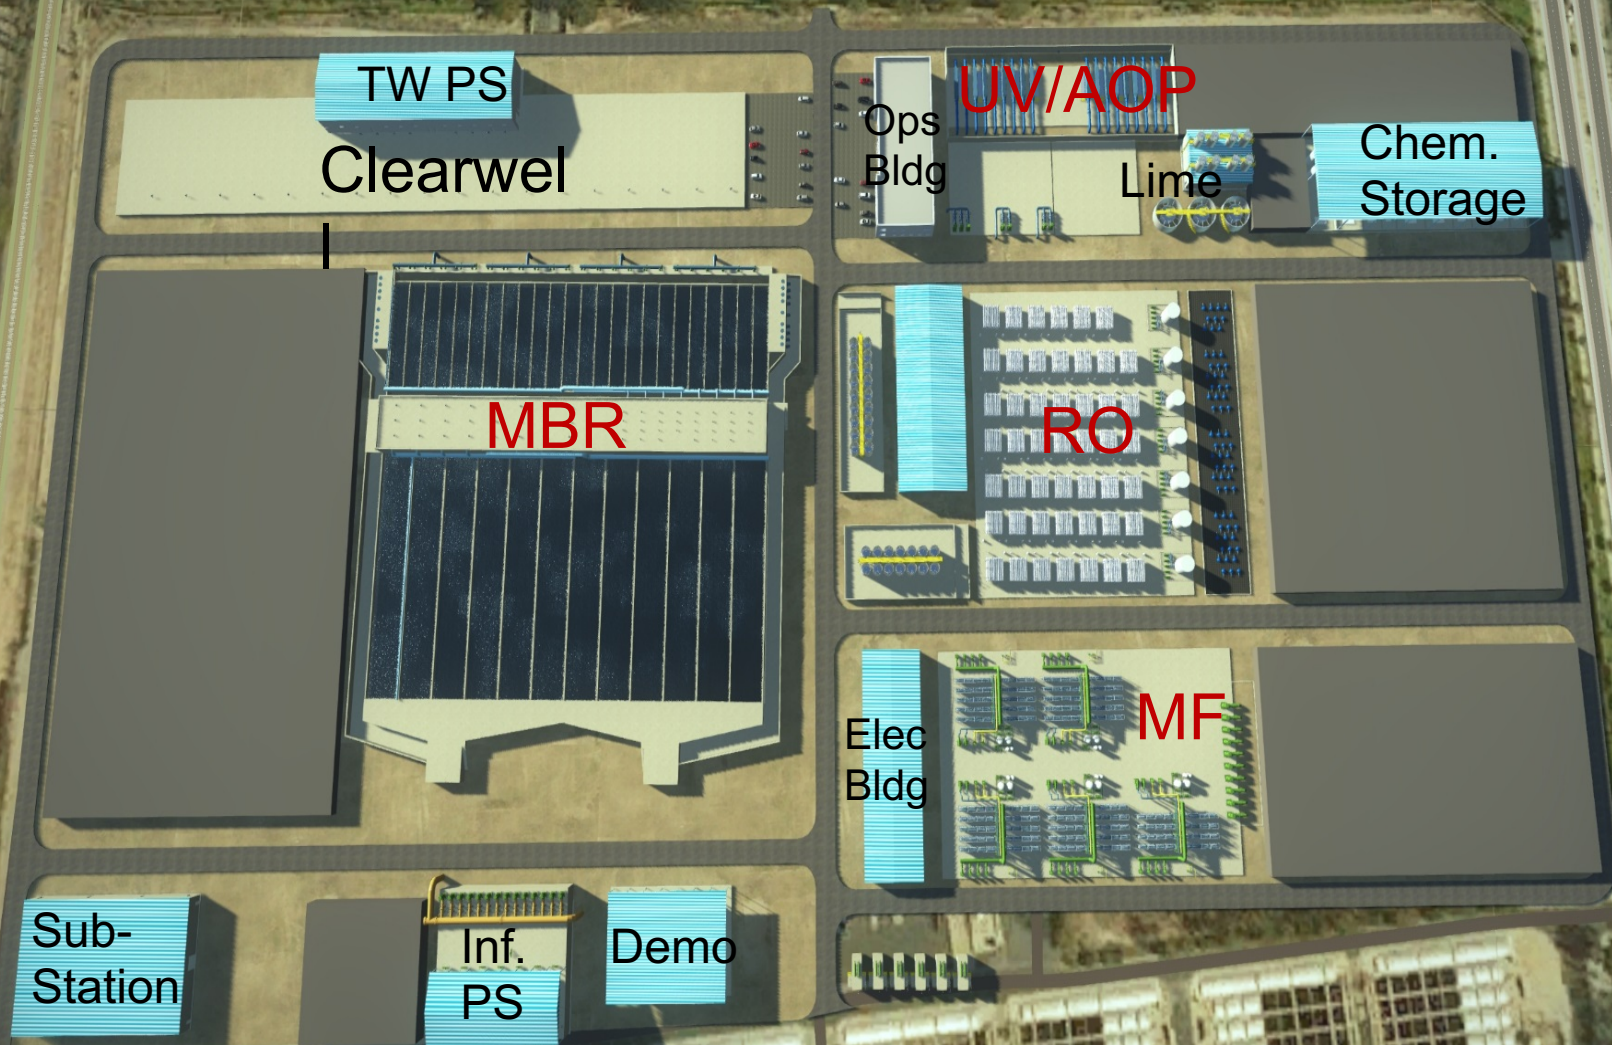 TW PS
Clearwel
l
Ops
Bldg
UV/AOP
Lime
Chem.
Storage
MBR
RO
Elec
Bldg
MF
Sub-
Station
Inf.
PS
Demo